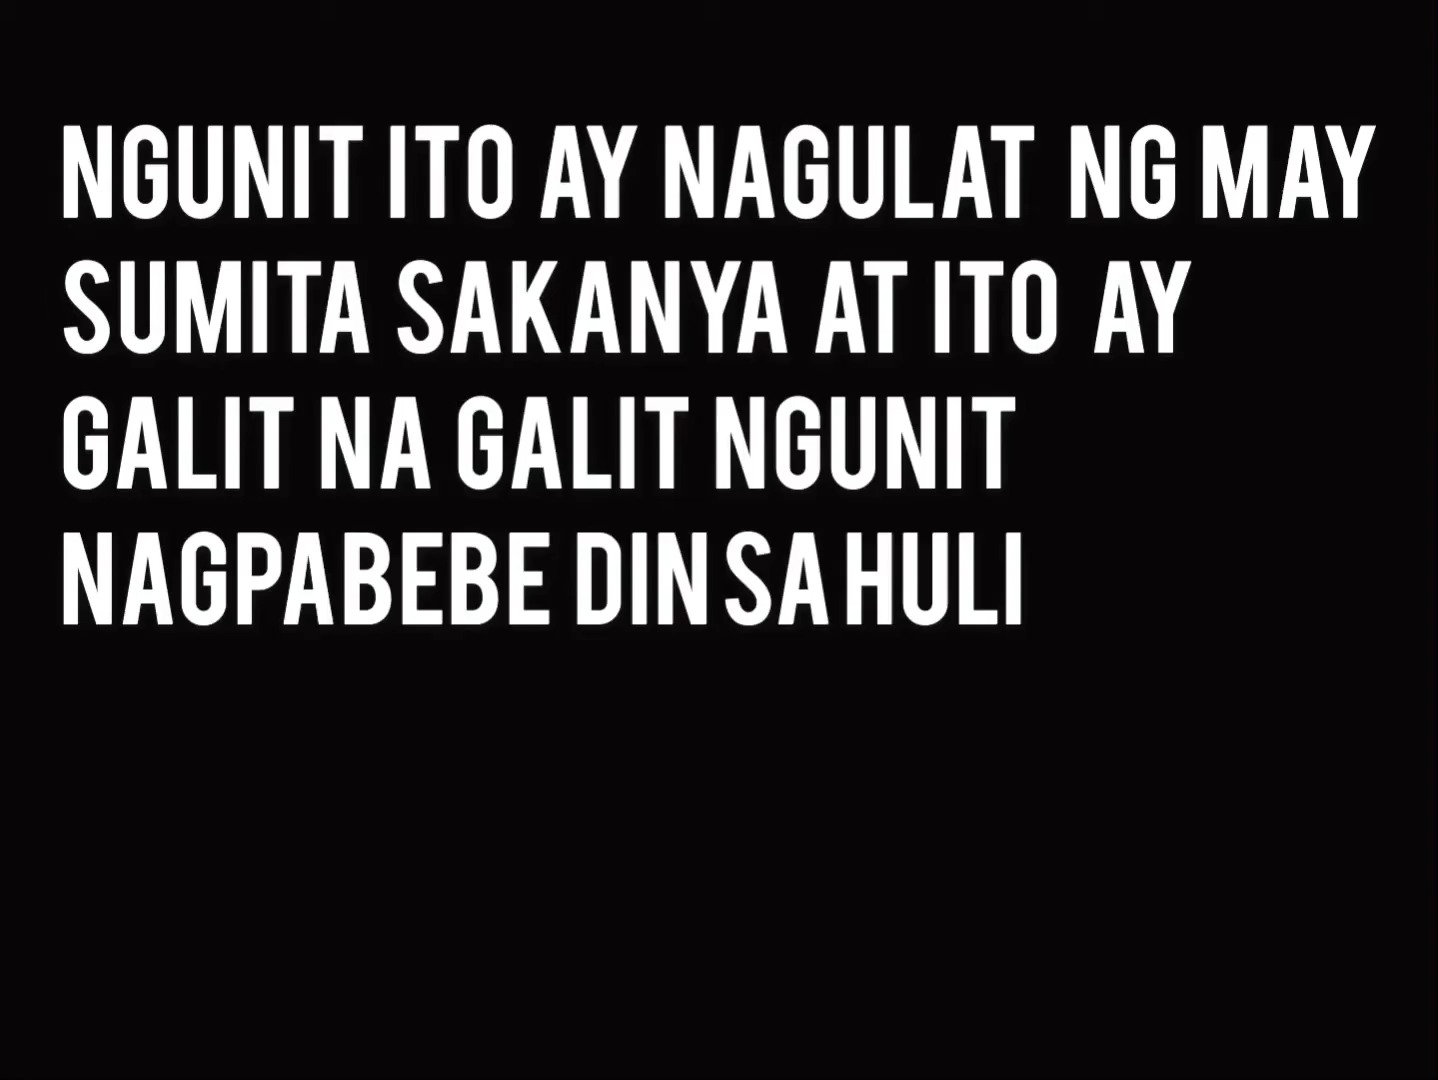 NGUNIT ITO AY NAGULAT NG MAY
SUMITA SAKANYA AT ITO AY
GALIT NA GALIT NGUNIT
NAGPABEBE DIN SA HULI